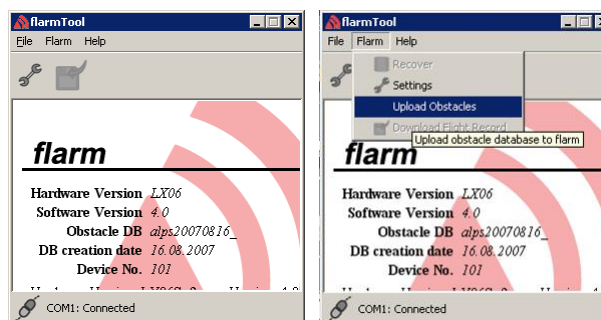 flarmTool
File Flarm Help
flarm
Hardware Version LX06
Software Version 4.0
Obstacle DB alps20070816_
DB creation date 16.08.2007
Device No. 101
COM1: Connected
flarmTool
File Flarm Help
Recover
Settings
Upload Obstacles
Download Flight Record
Upload obstacle database to flarm
flarm
Hardware Version LX06
Software Version 4.0
Obstacle DB alps20070816_
DB creation date 16.08.2007
Device No. 101
COM1: Connected